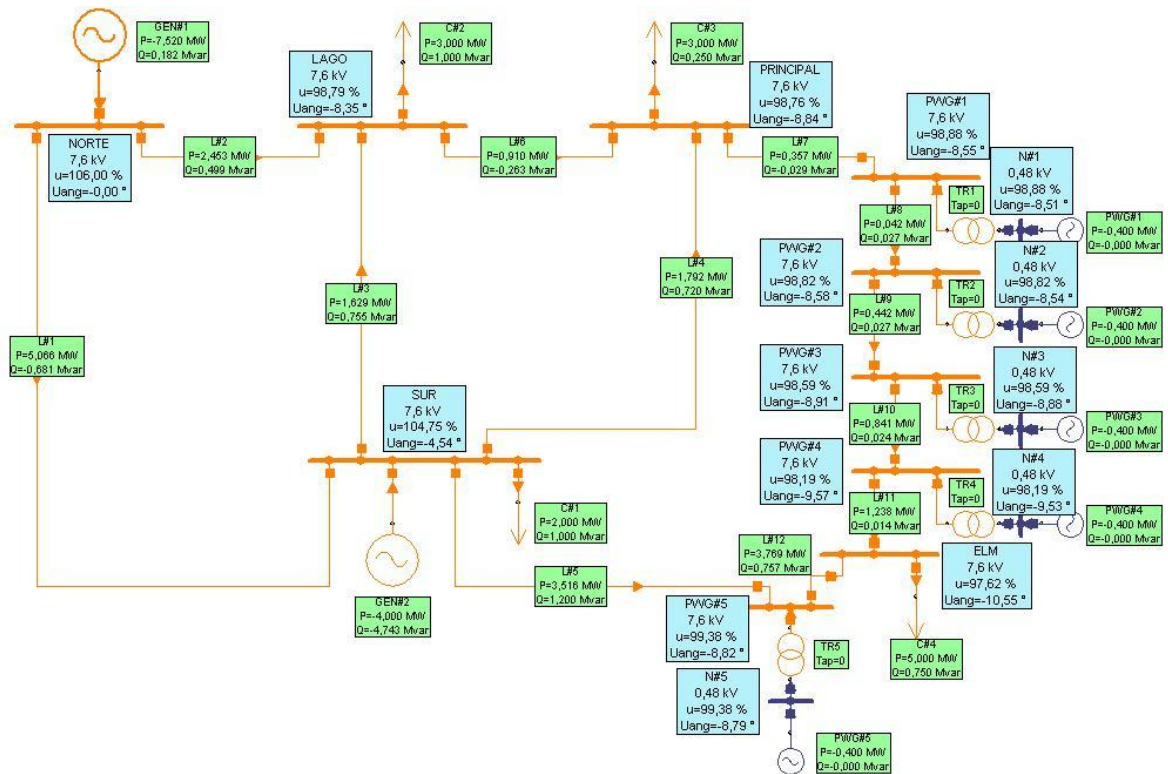 GEN#1
P=-7,520 MW
Q=0,182 Mvar
C#2
P=3,000 MW
Q=1,000 Mvar
C#3
P=3,000 MW
Q=0,250 Mvar
LAGO
7,6 kV
u=98,79 %
Uang=-8,35 °
PRINCIPAL
7,6 kV
u=98,76 %
Uang=-8,84 °
PWG#1
7,6 kV
u=98,88 %
Uang=-8,55 °
NORTE
7,6 kV
u=106,00 %
Uang=-0,00 °
L#2
P=2,453 MW
Q=0,499 Mvar
L#6
P=0,910 MW
Q=-0,263 Mvar
L#7
P=0,357 MW
Q=-0,029 Mvar
N#1
0,48 kV
u=98,88 %
Uang=-8,51 °
TR1
Tap=0
PWG#1
P=-0,400 MW
Q=-0,000 Mvar
L#8
P=0,042 MW
Q=0,027 Mvar
PWG#2
7,6 kV
u=98,82 %
Uang=-8,58 °
N#2
0,48 kV
u=98,82 %
Uang=-8,54 °
TR2
Tap=0
PWG#2
P=-0,400 MW
Q=-0,000 Mvar
L#4
P=1,792 MW
Q=0,720 Mvar
L#3
P=1,629 MW
Q=0,755 Mvar
L#9
P=0,442 MW
Q=0,027 Mvar
L#1
P=5,066 MW
Q=-0,681 Mvar
PWG#3
7,6 kV
u=98,59 %
Uang=-8,91 °
N#3
0,48 kV
u=98,59 %
Uang=-8,88 °
TR3
Tap=0
PWG#3
P=-0,400 MW
Q=-0,000 Mvar
L#10
P=0,841 MW
Q=0,024 Mvar
SUR
7,6 kV
u=104,75 %
Uang=-4,54 °
PWG#4
7,6 kV
u=98,19 %
Uang=-9,57 °
N#4
0,48 kV
u=98,19 %
Uang=-9,53 °
TR4
Tap=0
PWG#4
P=-0,400 MW
Q=-0,000 Mvar
L#11
P=1,238 MW
Q=0,014 Mvar
C#1
P=2,000 MW
Q=1,000 Mvar
L#12
P=3,769 MW
Q=0,757 Mvar
ELM
7,6 kV
u=97,62 %
Uang=-10,55 °
L#5
P=3,516 MW
Q=1,200 Mvar
GEN#2
P=-4,000 MW
Q=-4,743 Mvar
PWG#5
7,6 kV
u=99,38 %
Uang=-8,82 °
TR5
Tap=0
C#4
P=5,000 MW
Q=0,750 Mvar
N#5
0,48 kV
u=99,38 %
Uang=-8,79 °
PWG#5
P=-0,400 MW
Q=-0,000 Mvar